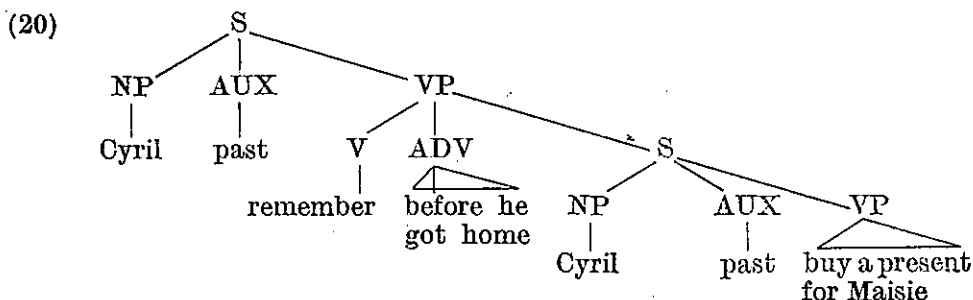 (20)
S
NP AUX VP
Cyril past V ADV S
remember before he NP AUX VP
got home Cyril past buy a present
for Maisie